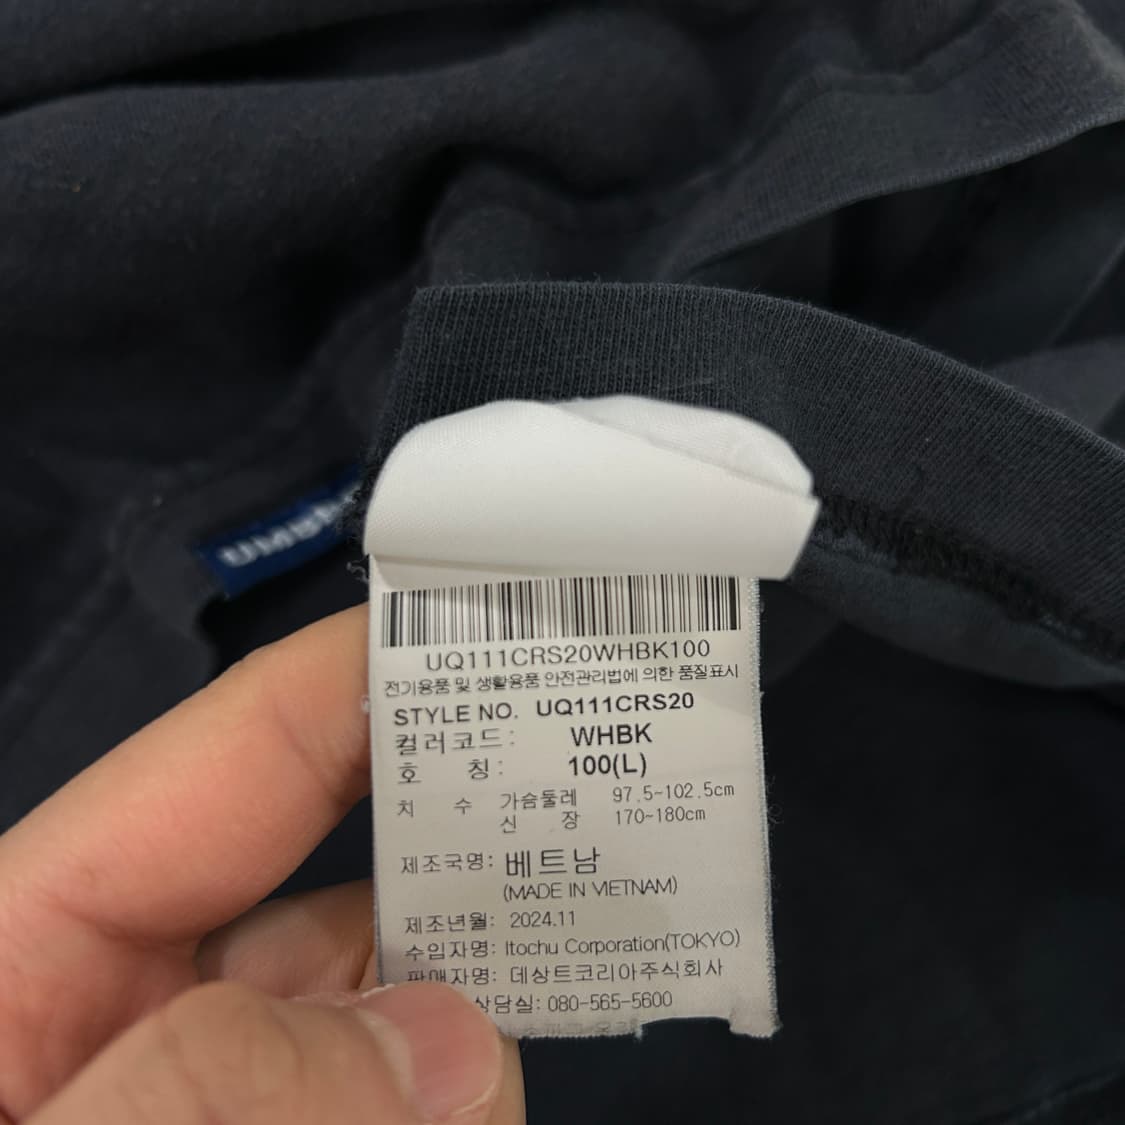 UQ111CRS20WHBK100
전기용품 및 생활용품 안전관리법에 의한 품질표시
STYLE NO. UQ111CRS20
컬러코드: WHBK
호 칭: 100(L)
치 수 가슴둘레 97.5~102.5cm
신 장 170~180cm
제조국명: 베트남
(MADE IN VIETNAM)
제조년월: 2024.11
수입자명: Itochu Corporation(TOKYO)
판매자명: 데상트코리아주식회사
상담실: 080-565-5600